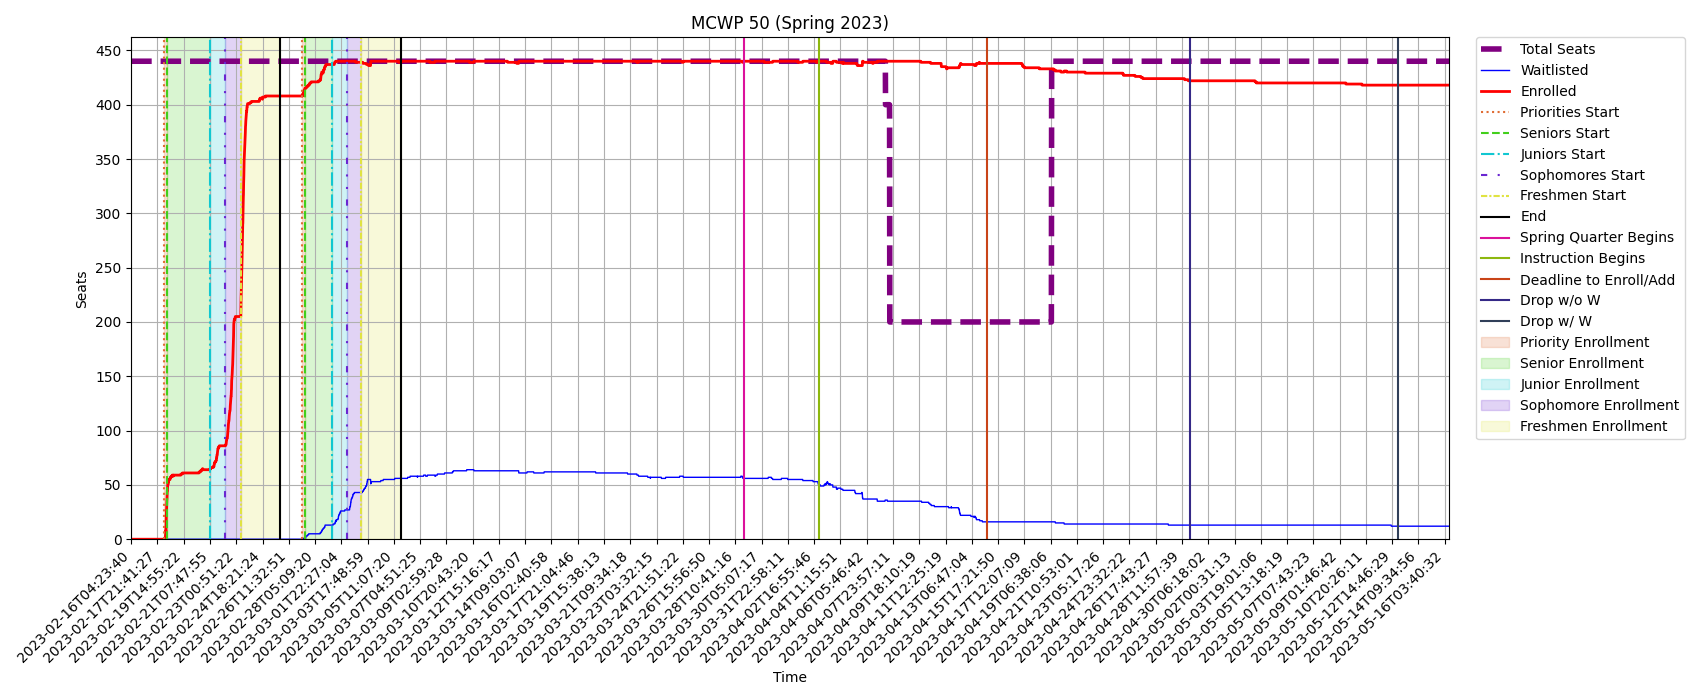 MCWP 50 (Spring 2023)
450
400
350
300
250
200
150
100
50
0
Seats
2023-02-16T04:23:40
2023-02-17T21:41:27
2023-02-19T14:55:22
2023-02-21T07:47:55
2023-02-23T00:51:22
2023-02-24T18:21:24
2023-02-26T11:32:51
2023-02-28T05:09:20
2023-03-01T22:27:04
2023-03-03T17:48:59
2023-03-05T11:07:20
2023-03-07T04:51:25
2023-03-09T02:59:28
2023-03-10T20:43:20
2023-03-12T15:16:17
2023-03-14T09:03:07
2023-03-16T02:40:58
2023-03-17T21:04:46
2023-03-19T15:38:13
2023-03-21T09:34:18
2023-03-23T03:32:15
2023-03-24T21:51:22
2023-03-26T15:56:50
2023-03-28T10:41:16
2023-03-30T05:07:17
2023-03-31T22:58:11
2023-04-02T16:55:46
2023-04-04T11:15:51
2023-04-06T05:46:42
2023-04-07T23:57:11
2023-04-09T18:10:19
2023-04-11T12:25:19
2023-04-13T06:47:04
2023-04-15T17:21:50
2023-04-17T12:07:09
2023-04-19T06:38:06
2023-04-21T10:53:01
2023-04-23T05:17:26
2023-04-24T23:32:22
2023-04-26T17:43:27
2023-04-28T11:57:39
2023-04-30T06:18:02
2023-05-02T00:31:13
2023-05-03T19:01:06
2023-05-05T13:18:19
2023-05-07T07:43:23
2023-05-09T01:46:42
2023-05-10T20:26:11
2023-05-12T14:46:29
2023-05-14T09:34:56
2023-05-16T03:40:32
Time
Total Seats
Waitlisted
Enrolled
Priorities Start
Seniors Start
Juniors Start
Sophomores Start
Freshmen Start
End
Spring Quarter Begins
Instruction Begins
Deadline to Enroll/Add
Drop w/o W
Drop w/ W
Priority Enrollment
Senior Enrollment
Junior Enrollment
Sophomore Enrollment
Freshmen Enrollment